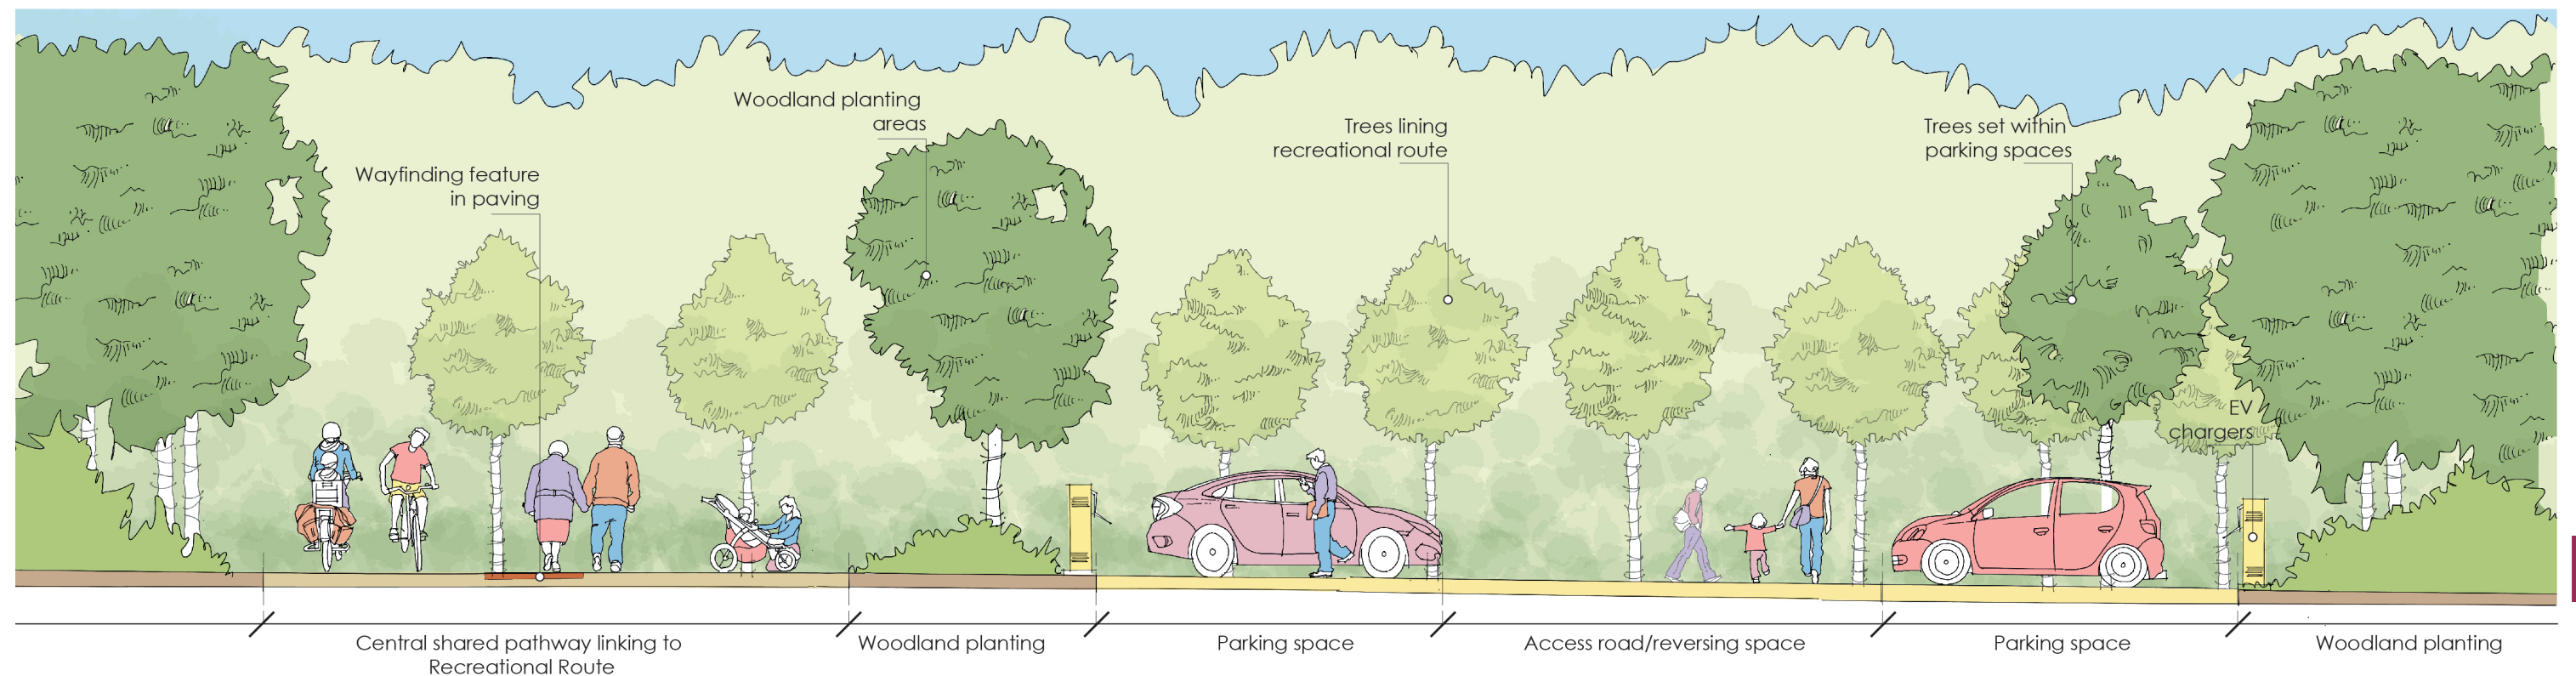 Woodland planting
areas
Trees lining
recreational route
Trees set within
parking spaces
Wayfinding feature
in paving
EV
chargers
Central shared pathway linking to
Recreational Route
Woodland planting
Parking space
Access road/reversing space
Parking space
Woodland planting